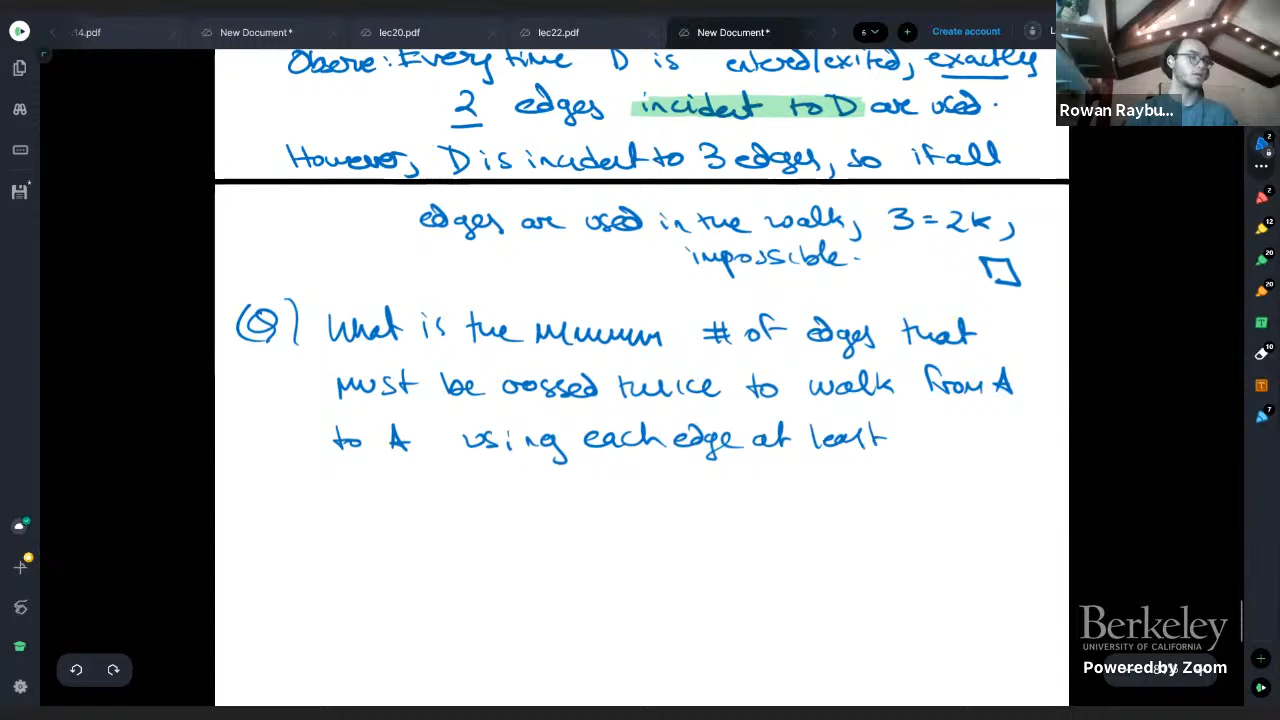 .14.pdf
New Document*
lec20.pdf
lec22.pdf
New Document*
6
Create account
Observe: Every time D is entered/exited, exactly
2 edges incident to D are used.
However, D is incident to 3 edges, so if all
edges are used in the walk, 3 = 2k,
impossible.
(Q) What is the minimum # of edges that
must be crossed twice to walk from A
to A using each edge at least
Rowan Raybu...
Berkeley
UNIVERSITY OF CALIFORNIA
Powered by Zoom